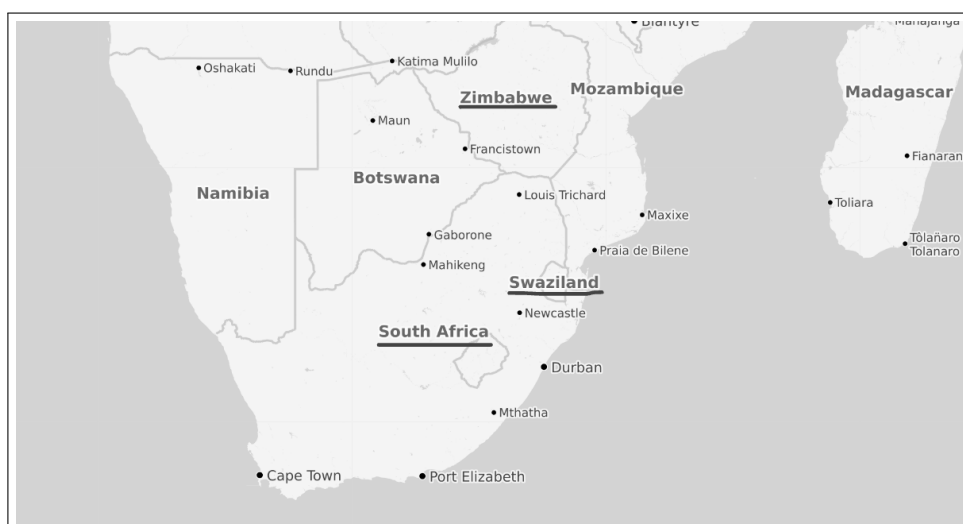 Blantyre
Mahajanga
Oshakati
Rundu
Katima Mulilo
Zimbabwe
Mozambique
Madagascar
Maun
Francistown
Fianaran
Namibia
Botswana
Louis Trichard
Toliara
Maxixe
Gaborone
Praia de Bilene
Tôlañaro
Tolanaro
Mahikeng
Swaziland
Newcastle
South Africa
Durban
Mthatha
Cape Town
Port Elizabeth